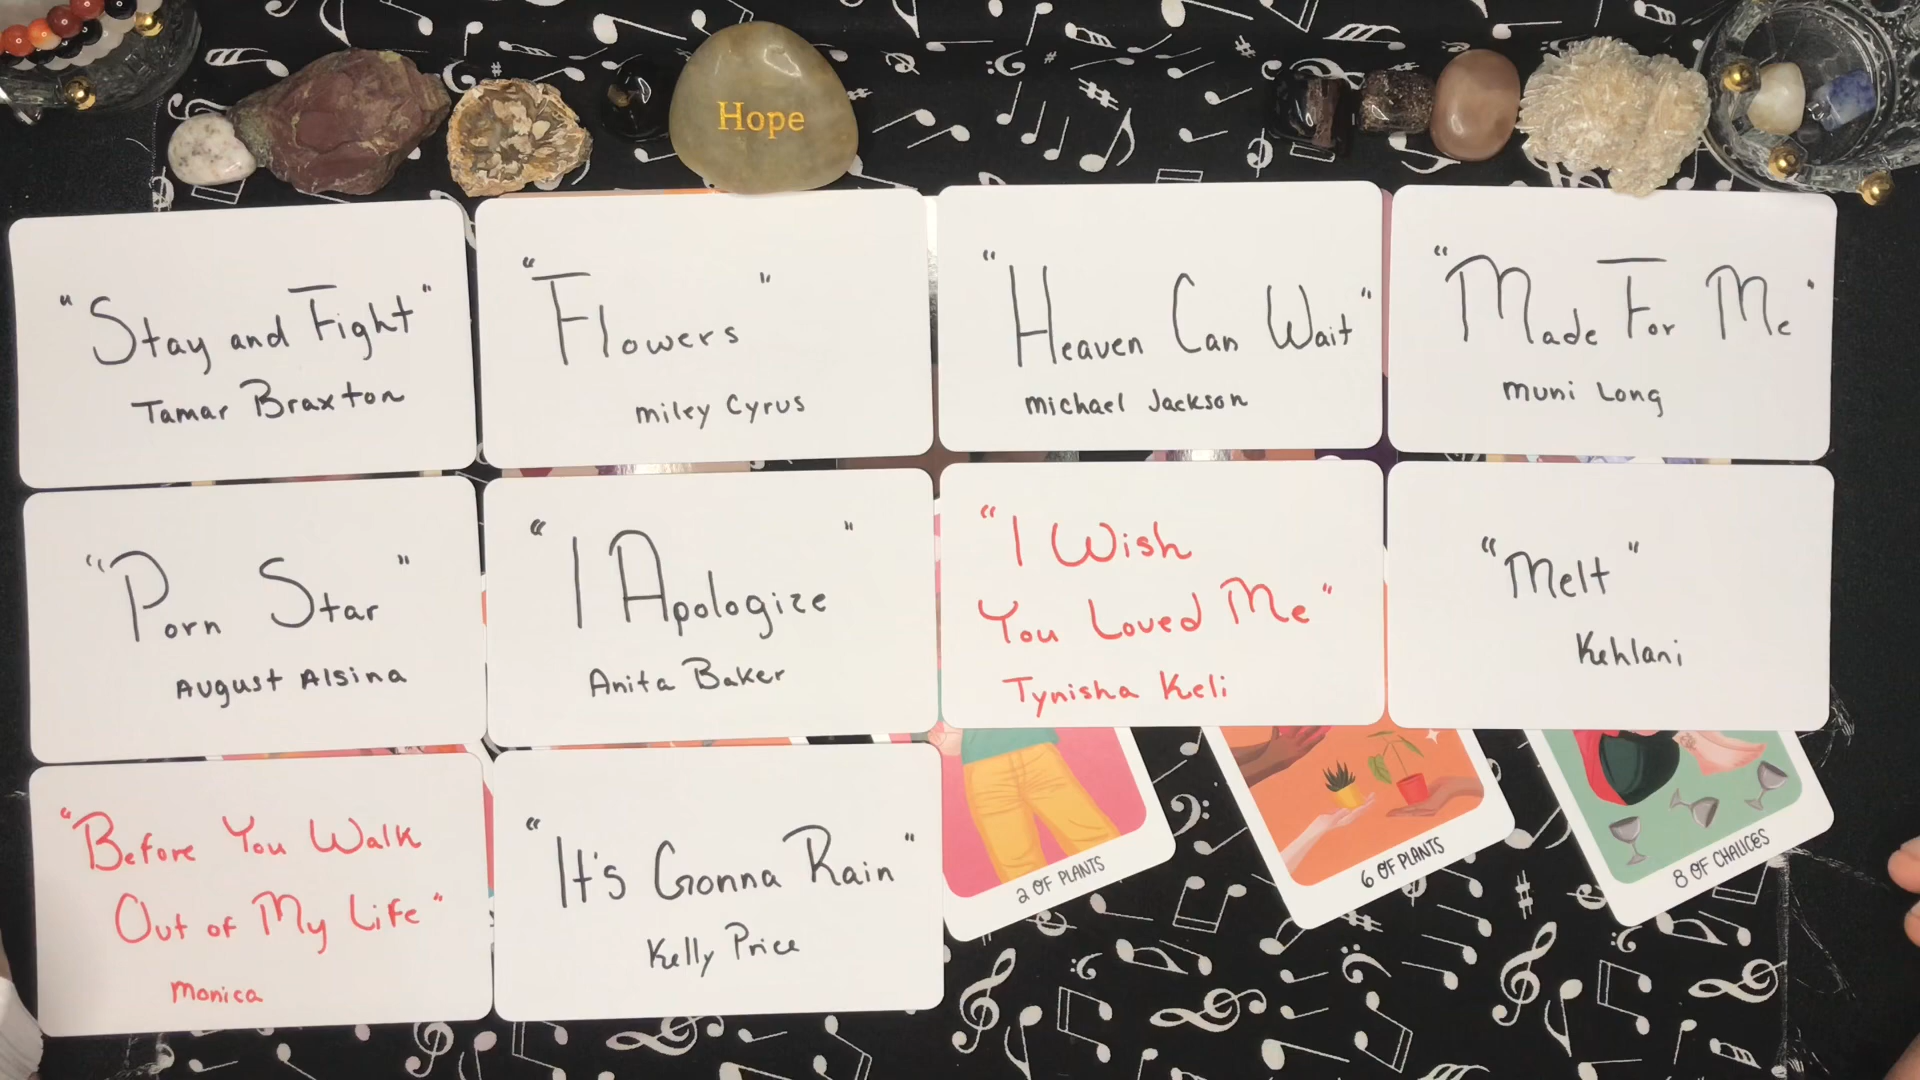 Hope
"Stay and Fight"
Tamar Braxton
"Flowers"
Miley Cyrus
"Heaven Can Wait"
Michael Jackson
"Made For Me"
Muni Long
"Porn Star"
August Alsina
"I Apologize"
Anita Baker
"I Wish
You Loved Me"
Tynisha Keli
"Melt"
Kehlani
"Before You Walk
Out of My Life"
Monica
"It's Gonna Rain"
Kelly Price
2 OF PLANTS
6 OF PLANTS
8 OF CHALICES